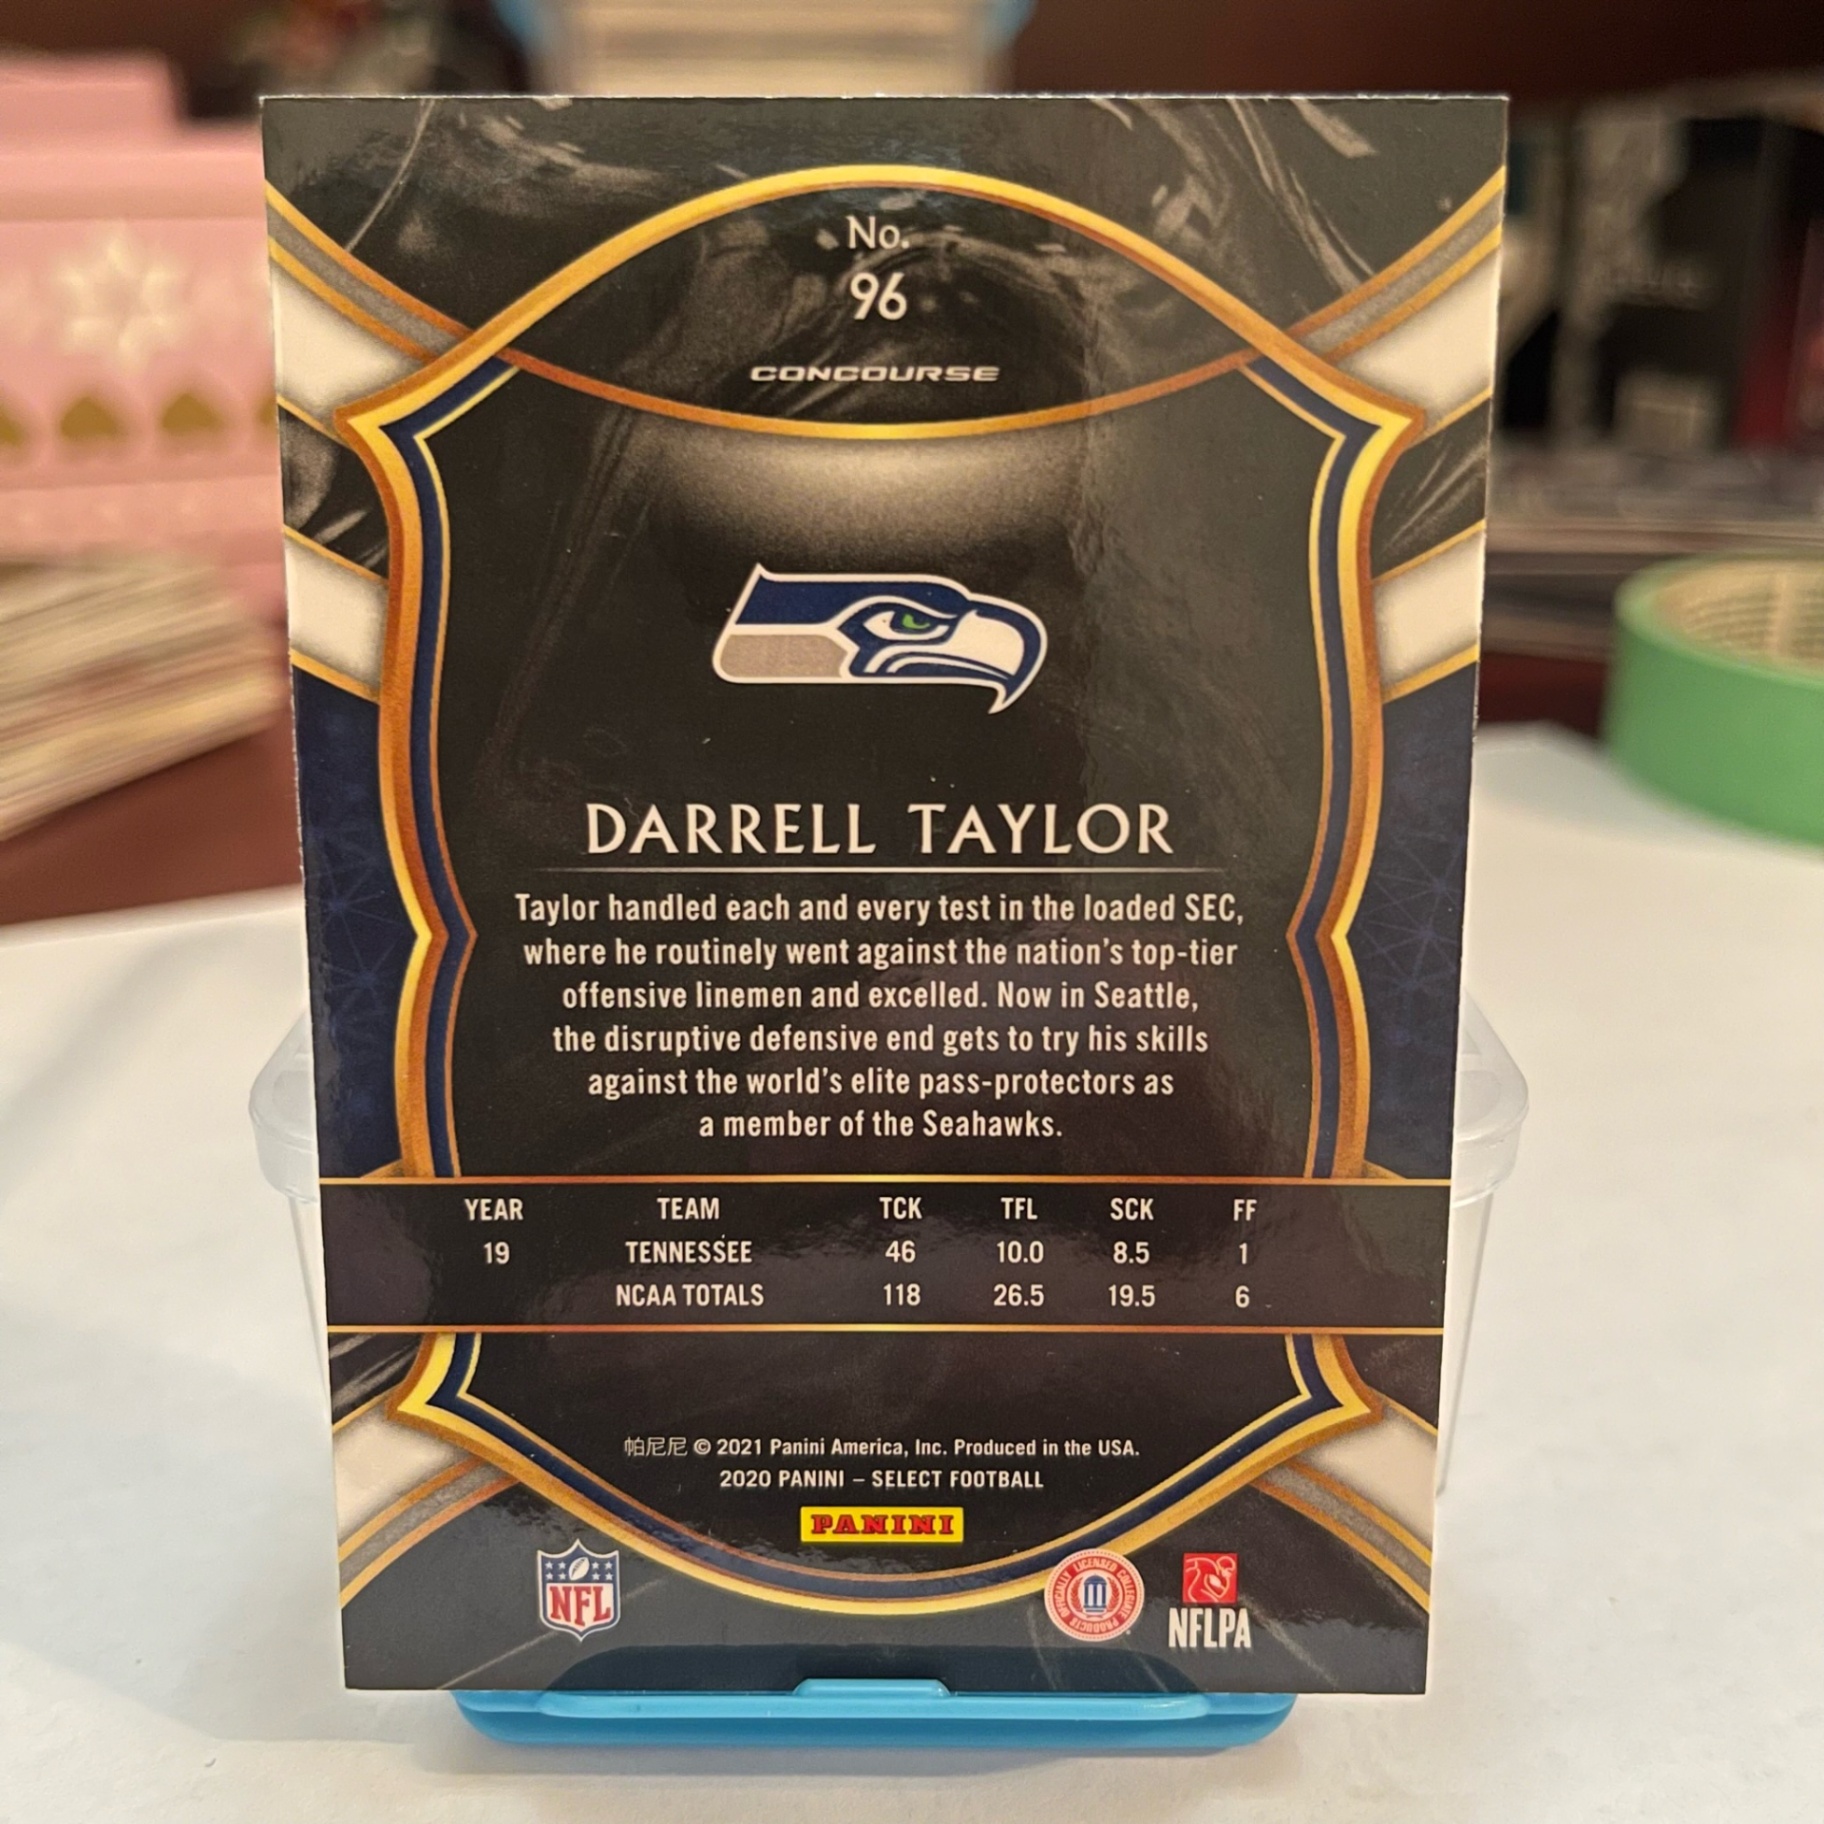 No.
96
CONCOURSE
DARRELL TAYLOR
Taylor handled each and every test in the loaded SEC,
where he routinely went against the nation's top-tier
offensive linemen and excelled. Now in Seattle,
the disruptive defensive end gets to try his skills
against the world's elite pass-protectors as
a member of the Seahawks.
YEAR TEAM TCK TFL SCK FF
19 TENNESSEE 46 10.0 8.5 1
NCAA TOTALS 118 26.5 19.5 6
帕尼尼 © 2021 Panini America, Inc. Produced in the USA.
2020 PANINI – SELECT FOOTBALL
PANINI
NFL
OFFICIALLY LICENSED COLLEGIATE PRODUCTS
NFLPA